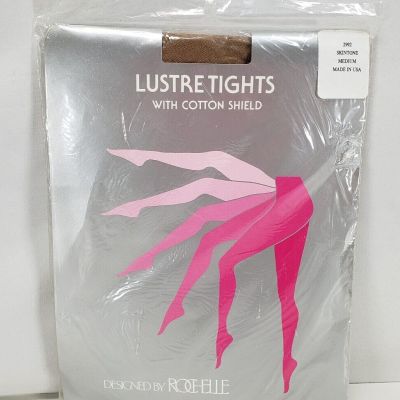 2992
SKINTONE
MEDIUM
MADE IN USA
LUSTRE TIGHTS
WITH COTTON SHIELD
DESIGNED BY ROCHELLE